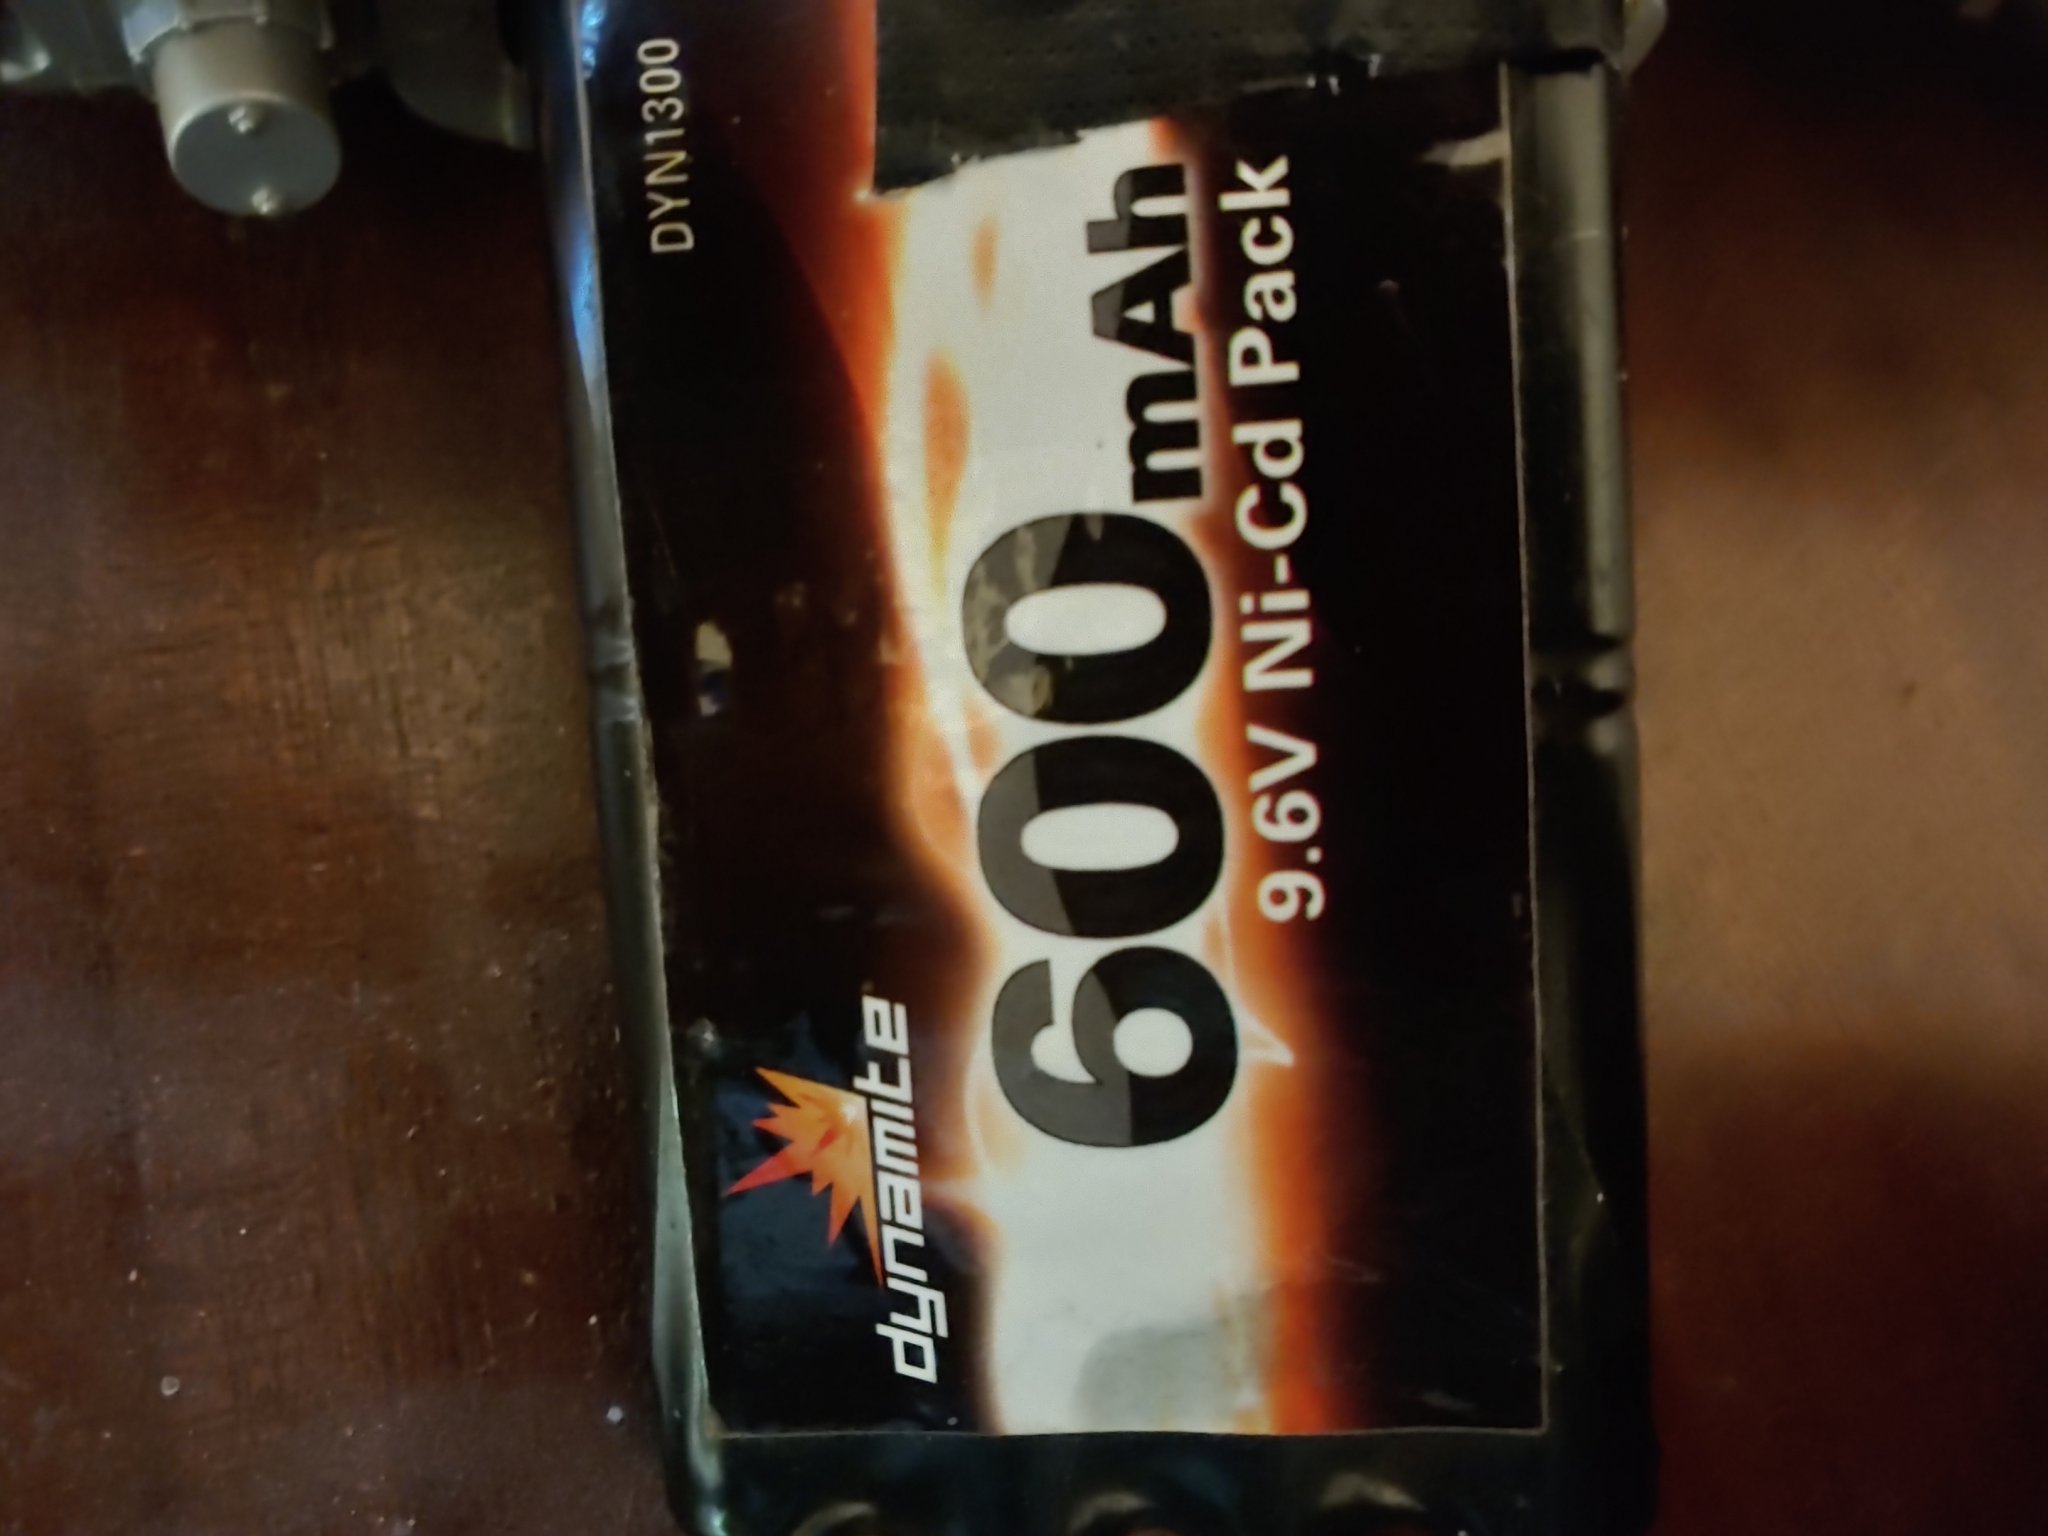 DYN1300
dynamite
600mAh
9.6V Ni-Cd Pack